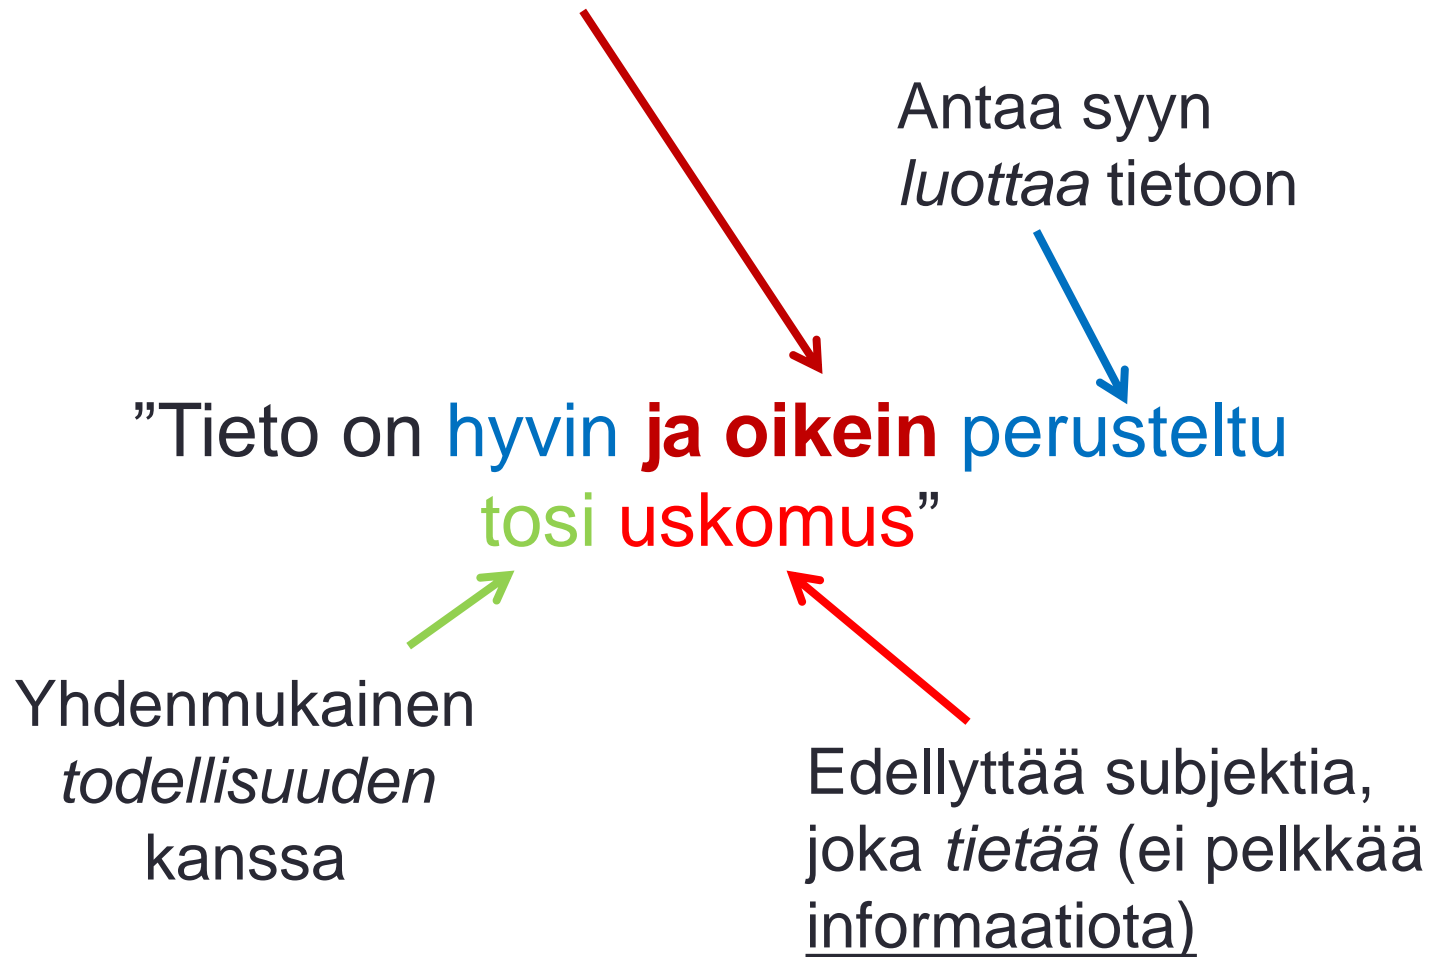 Antaa syyn
luottaa tietoon
”Tieto on hyvin ja oikein perusteltu
tosi uskomus”
Yhdenmukainen
todellisuuden
kanssa
Edellyttää subjektia,
joka tietää (ei pelkkää
informaatiota)